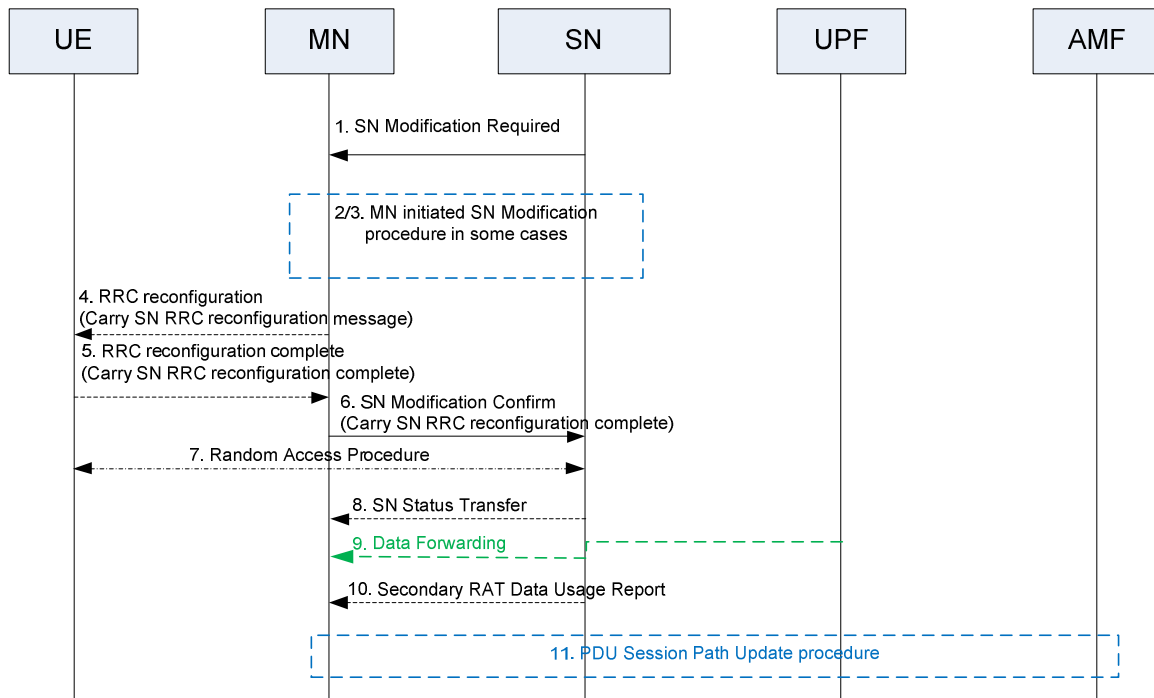 UE
MN
SN
UPF
AMF
1. SN Modification Required
2/3. MN initiated SN Modification
procedure in some cases
4. RRC reconfiguration
(Carry SN RRC reconfiguration message)
5. RRC reconfiguration complete
(Carry SN RRC reconfiguration complete)
6. SN Modification Confirm
(Carry SN RRC reconfiguration complete)
7. Random Access Procedure
8. SN Status Transfer
9. Data Forwarding
10. Secondary RAT Data Usage Report
11. PDU Session Path Update procedure